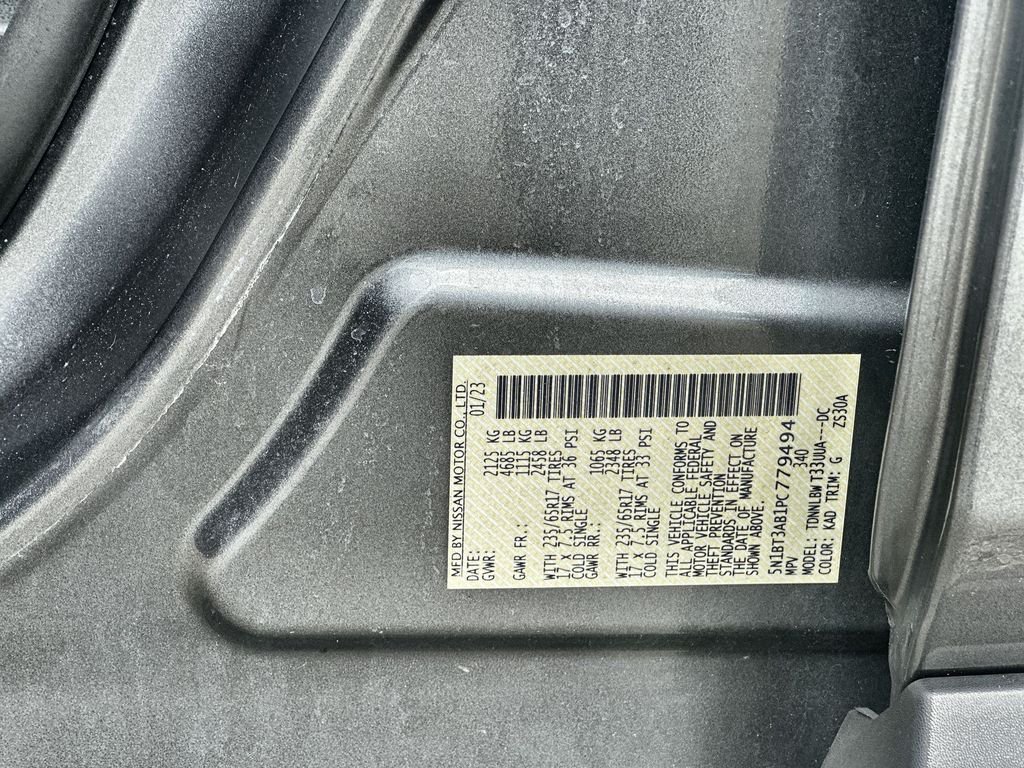 MFD BY NISSAN MOTOR CO., LTD.
DATE: 01/23
GVWR: 2125 KG
4685 LB
GAWR FR.: 1115 KG
2458 LB
WITH 235/65R17 TIRES
17 X 7.5 RIMS AT 36 PSI
COLD SINGLE
GAWR RR.: 1065 KG
2348 LB
WITH 235/65R17 TIRES
17 X 7.5 RIMS AT 33 PSI
COLD SINGLE
THIS VEHICLE CONFORMS TO
ALL APPLICABLE FEDERAL
MOTOR VEHICLE SAFETY AND
THEFT PREVENTION
STANDARDS IN EFFECT ON
THE DATE OF MANUFACTURE
SHOWN ABOVE.
5N1BT3AB1PC779494
MPV 340
MODEL: TDNNLBWT33UUA---DC
COLOR: KAD TRIM: G ZS30A